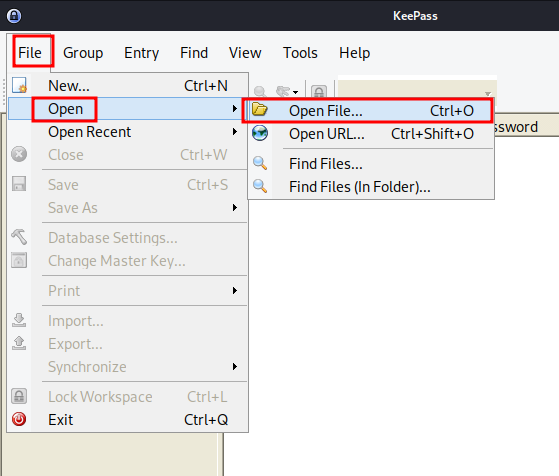 KeePass
File Group Entry Find View Tools Help
New... Ctrl+N
Open
Open File... Ctrl+O
Open Recent
Open URL... Ctrl+Shift+O
Close Ctrl+W
Find Files...
Save Ctrl+S
Find Files (In Folder)...
Save As
Database Settings...
Change Master Key...
Print
Import...
Export...
Synchronize
Lock Workspace Ctrl+L
Exit Ctrl+Q
ssword